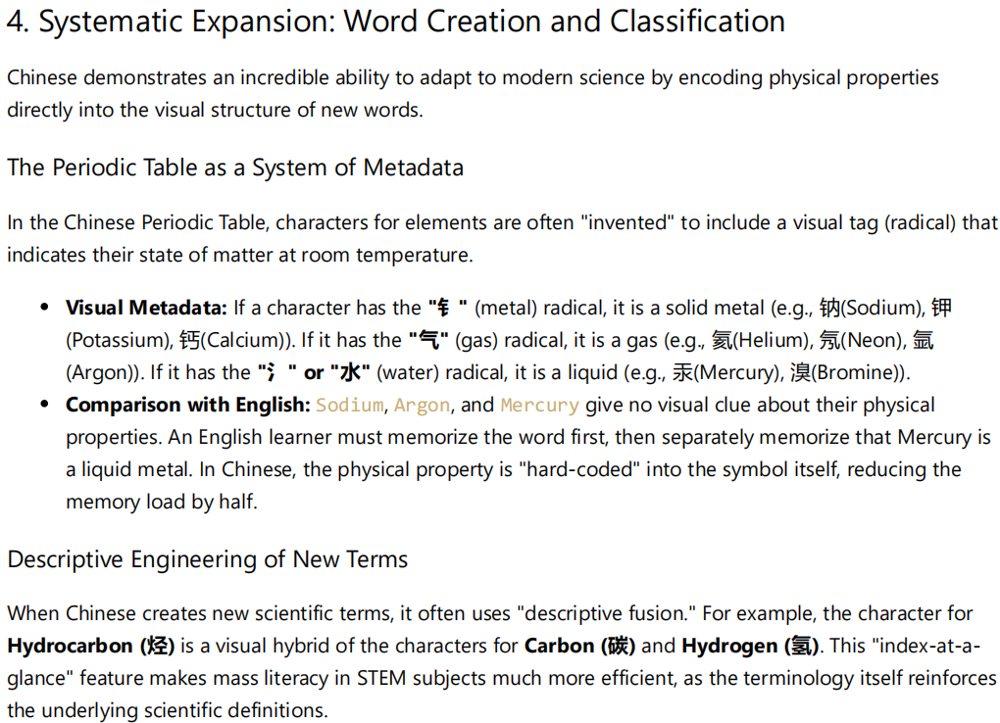 4. Systematic Expansion: Word Creation and Classification
Chinese demonstrates an incredible ability to adapt to modern science by encoding physical properties
directly into the visual structure of new words.
The Periodic Table as a System of Metadata
In the Chinese Periodic Table, characters for elements are often "invented" to include a visual tag (radical) that
indicates their state of matter at room temperature.
• Visual Metadata: If a character has the "钅" (metal) radical, it is a solid metal (e.g., 钠(Sodium), 钾
(Potassium), 钙(Calcium)). If it has the "气" (gas) radical, it is a gas (e.g., 氦(Helium), 氖(Neon), 氩
(Argon)). If it has the "氵" or "水" (water) radical, it is a liquid (e.g., 汞(Mercury), 溴(Bromine)).
• Comparison with English: Sodium, Argon, and Mercury give no visual clue about their physical
properties. An English learner must memorize the word first, then separately memorize that Mercury is
a liquid metal. In Chinese, the physical property is "hard-coded" into the symbol itself, reducing the
memory load by half.
Descriptive Engineering of New Terms
When Chinese creates new scientific terms, it often uses "descriptive fusion." For example, the character for
Hydrocarbon (烃) is a visual hybrid of the characters for Carbon (碳) and Hydrogen (氢). This "index-at-a-
glance" feature makes mass literacy in STEM subjects much more efficient, as the terminology itself reinforces
the underlying scientific definitions.